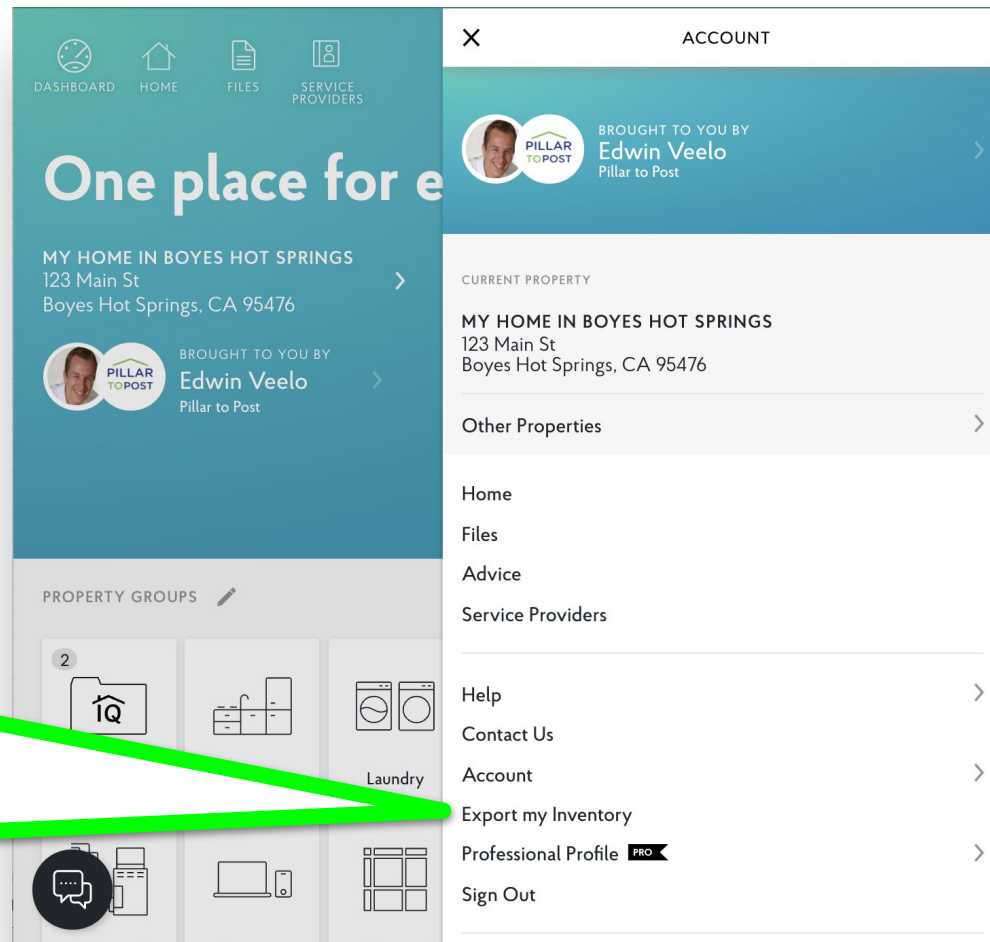 DASHBOARD
HOME
FILES
SERVICE
PROVIDERS
One place for e
MY HOME IN BOYES HOT SPRINGS
123 Main St
Boyes Hot Springs, CA 95476
PILLAR
TOPOST
BROUGHT TO YOU BY
Edwin Veelo
Pillar to Post
PROPERTY GROUPS
2
IQ
Laundry
ACCOUNT
PILLAR
TOPOST
BROUGHT TO YOU BY
Edwin Veelo
Pillar to Post
CURRENT PROPERTY
MY HOME IN BOYES HOT SPRINGS
123 Main St
Boyes Hot Springs, CA 95476
Other Properties
Home
Files
Advice
Service Providers
Help
Contact Us
Account
Export my Inventory
Professional Profile PRO
Sign Out